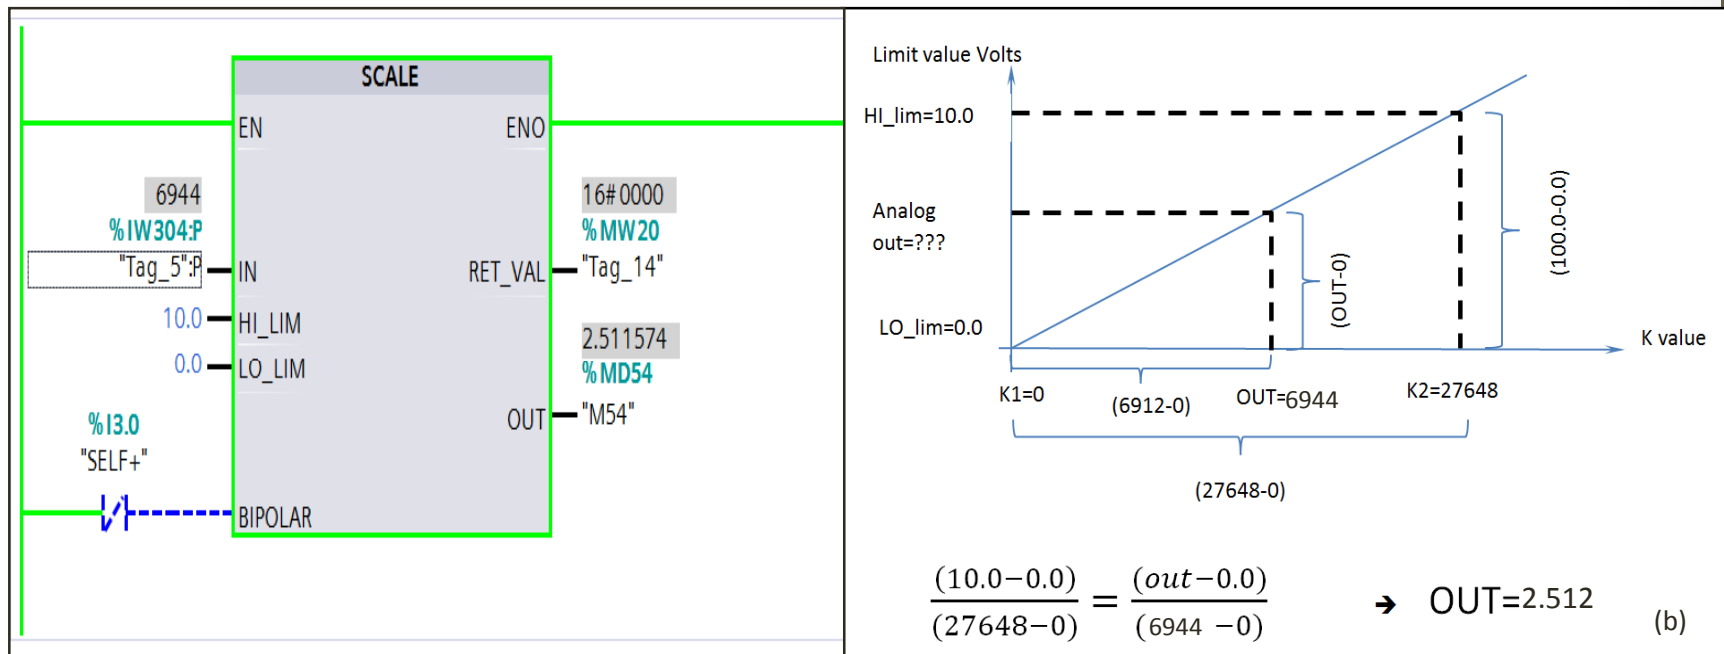 SCALE
EN
ENO
6944
%IW304:P
"Tag_5":P
IN
16#0000
%MW20
RET_VAL
"Tag_14"
10.0
HI_LIM
0.0
LO_LIM
2.511574
%MD54
OUT
"M54"
%I3.0
"SELF+"
BIPOLAR
Limit value Volts
HI_lim=10.0
Analog
out=???
LO_lim=0.0
(OUT-0)
(100.0-0.0)
K value
K1=0
(6912-0)
OUT=6944
K2=27648
(27648-0)
(10.0−0.0)
(27648−0)
=
(out−0.0)
(6944 −0)
➔ OUT=2.512
(b)